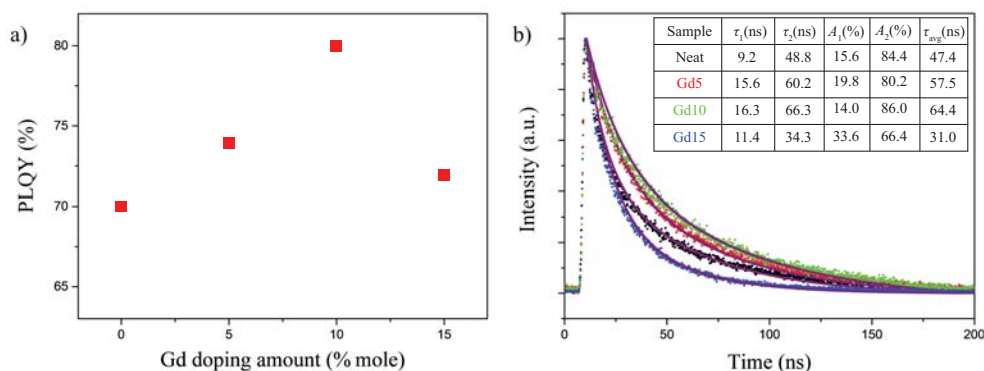 a)
80
75
70
65
PLQY (%)
0 5 10 15
Gd doping amount (% mole)
b)
Intensity (a.u.)
Sample τ1(ns) τ2(ns) A1(%) A2(%) τavg(ns)
Neat 9.2 48.8 15.6 84.4 47.4
Gd5 15.6 60.2 19.8 80.2 57.5
Gd10 16.3 66.3 14.0 86.0 64.4
Gd15 11.4 34.3 33.6 66.4 31.0
0 50 100 150 200
Time (ns)